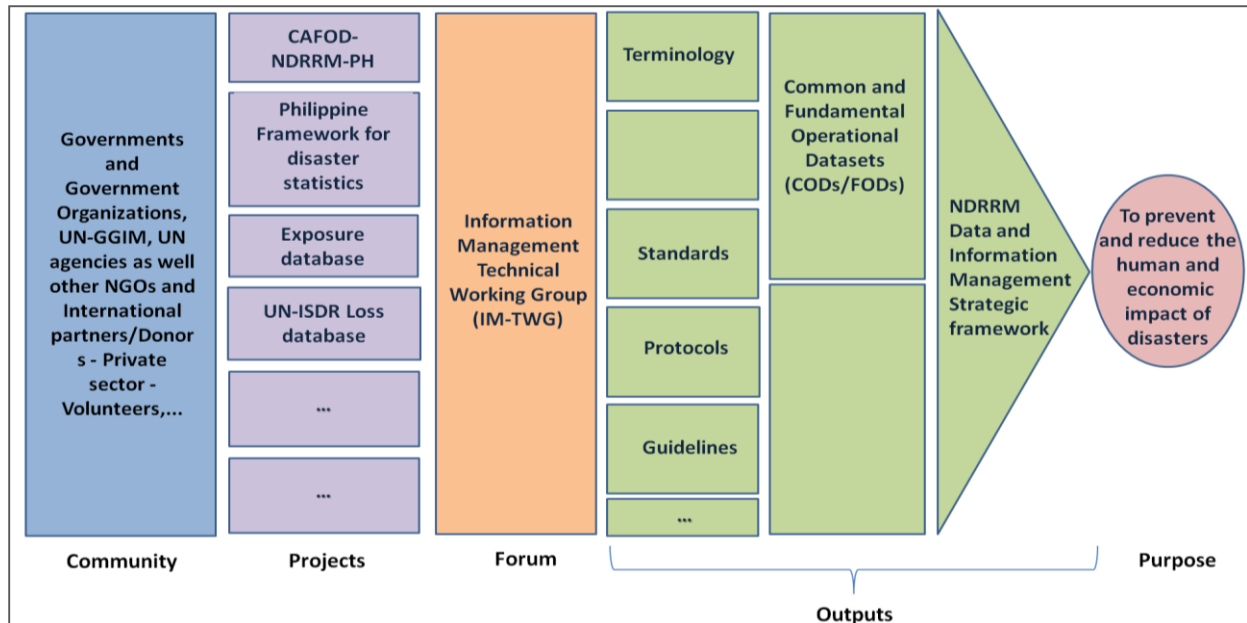 Governments
and
Government
Organizations,
UN-GGIM, UN
agencies as well
other NGOs and
International
partners/Donor
s - Private
sector -
Volunteers,...
Community
CAFOD-
NDRRM-PH
Philippine
Framework for
disaster
statistics
Exposure
database
UN-ISDR Loss
database
...
...
Projects
Information
Management
Technical
Working Group
(IM-TWG)
Forum
Terminology
Standards
Protocols
Guidelines
...
Common and
Fundamental
Operational
Datasets
(CODs/FODs)
NDRRM
Data and
Information
Management
Strategic
framework
Outputs
To prevent
and reduce the
human and
economic
impact of
disasters
Purpose